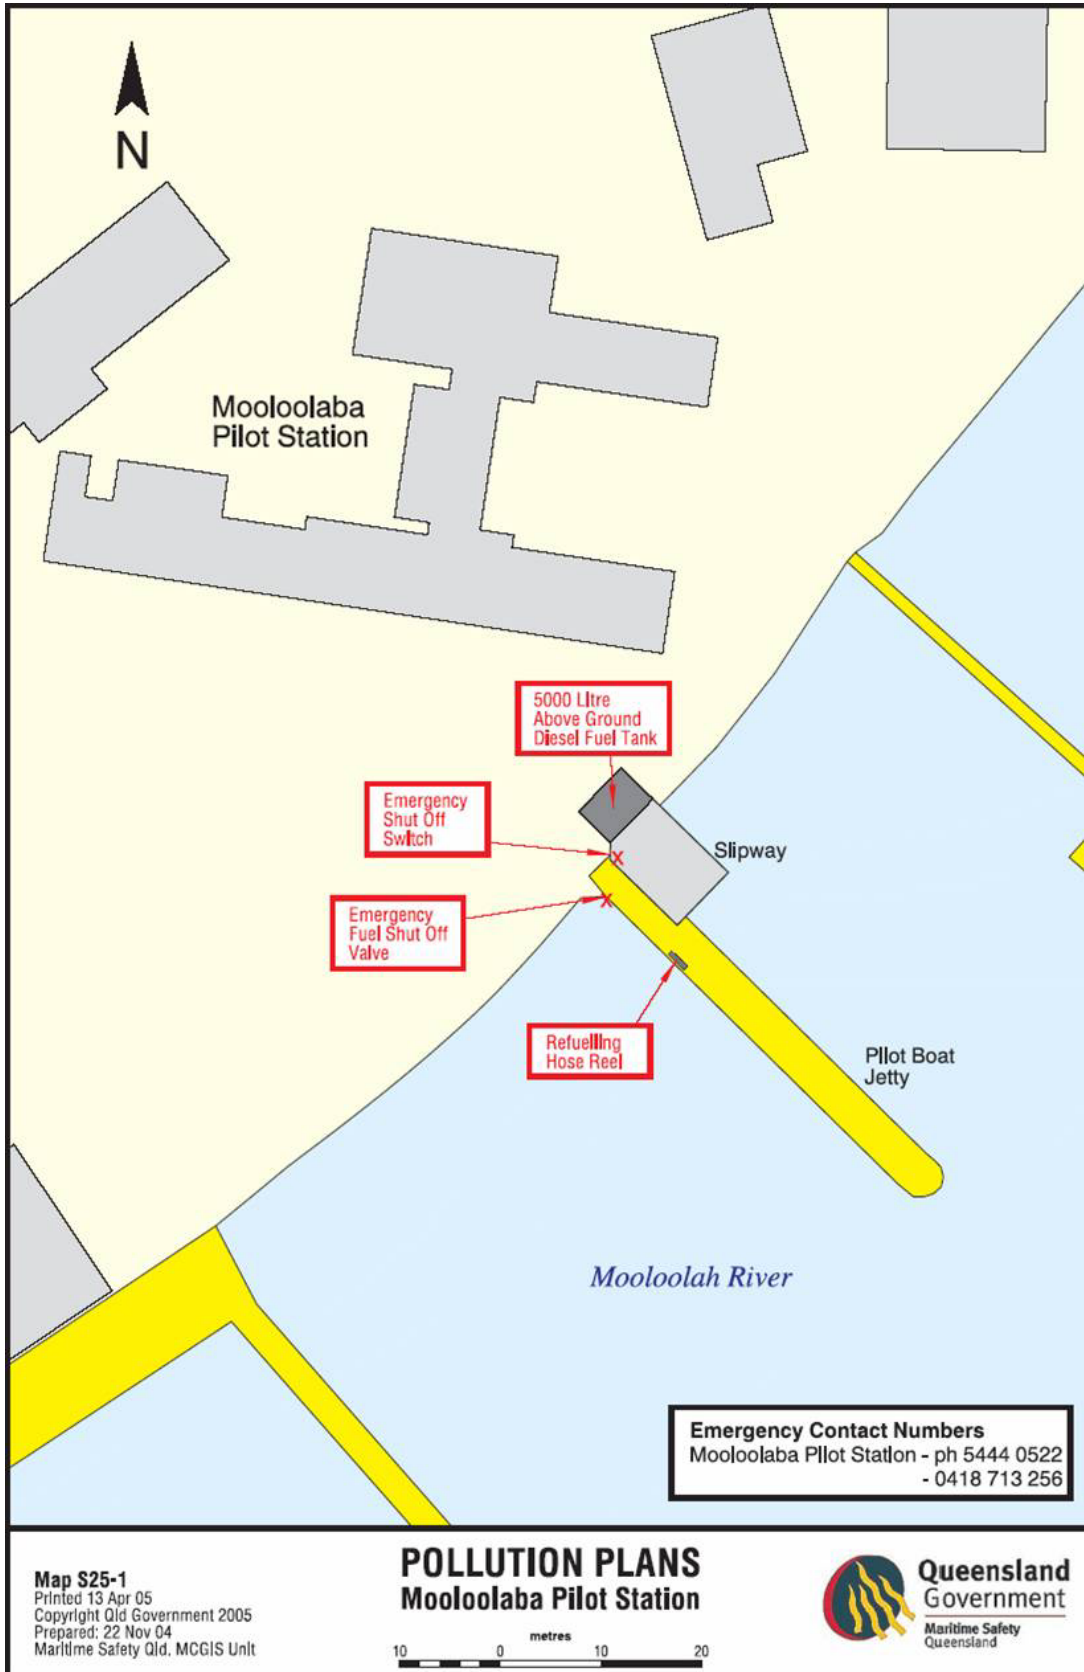 N
Mooloolaba
Pilot Station
5000 Litre
Above Ground
Diesel Fuel Tank
Emergency
Shut Off
Switch
Slipway
Emergency
Fuel Shut Off
Valve
Refuelling
Hose Reel
Pilot Boat
Jetty
Mooloolah River
Emergency Contact Numbers
Mooloolaba Pilot Station - ph 5444 0522
- 0418 713 256
Map S25-1
Printed 13 Apr 05
Copyright Qld Government 2005
Prepared: 22 Nov 04
Maritime Safety Qld, MCGIS Unit
POLLUTION PLANS
Mooloolaba Pilot Station
metres
10 0 10 20
Queensland
Government
Maritime Safety
Queensland
x
x